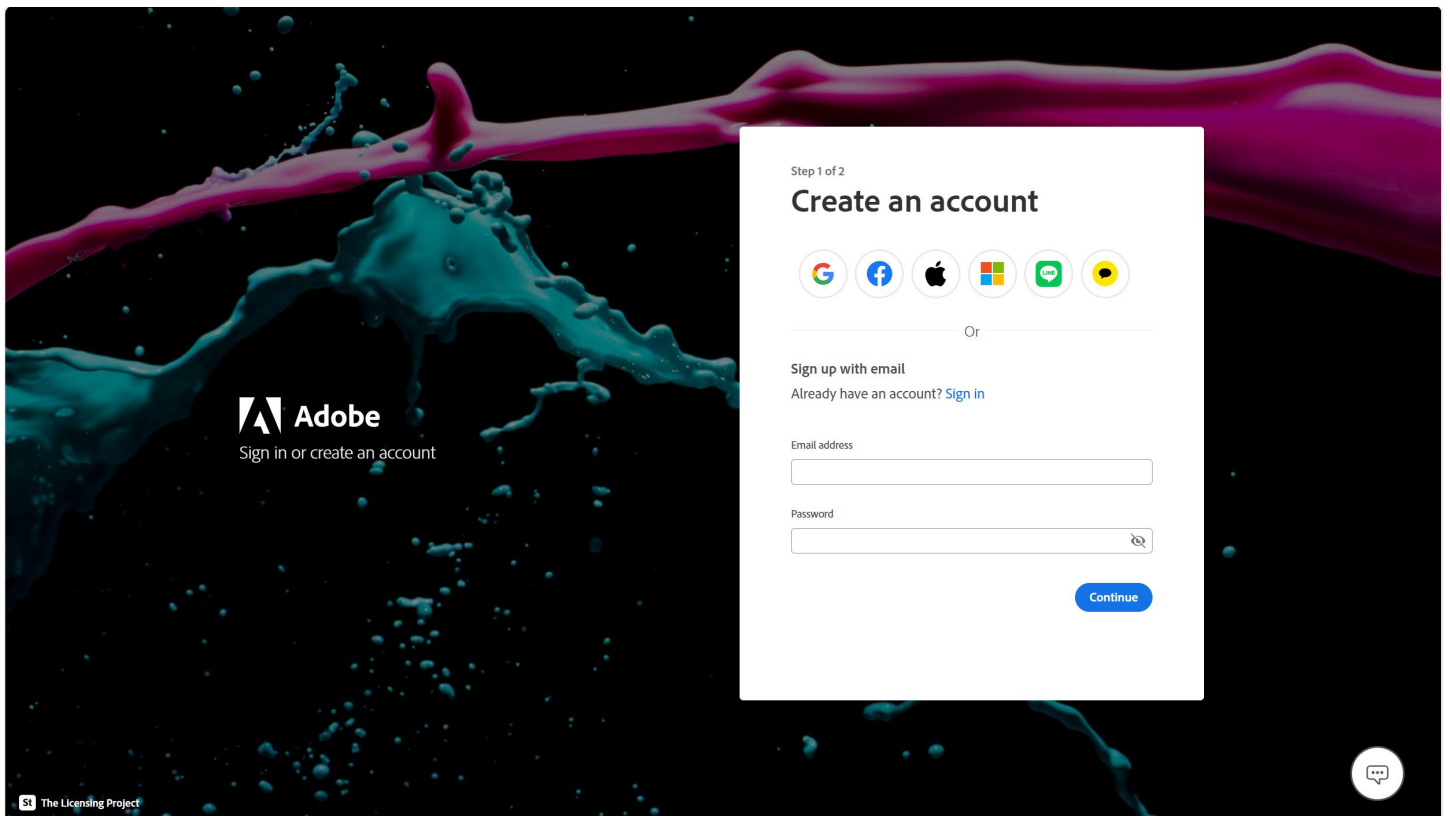 Adobe
Sign in or create an account
Step 1 of 2
Create an account
LINE
Or
Sign up with email
Already have an account? Sign in
Email address
Password
Continue
St The Licensing Project